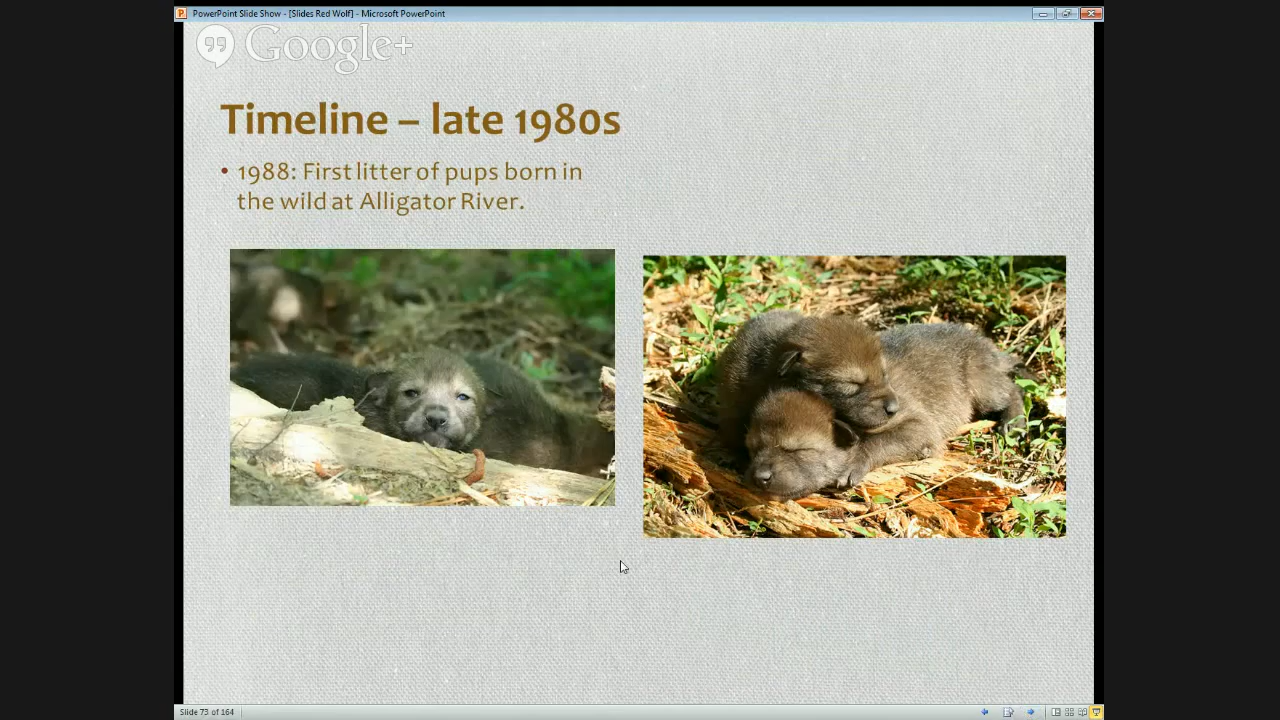 PowerPoint Slide Show - [Slides Red Wolf] - Microsoft PowerPoint
Google+
Timeline – late 1980s
• 1988: First litter of pups born in
the wild at Alligator River.
Slide 73 of 164